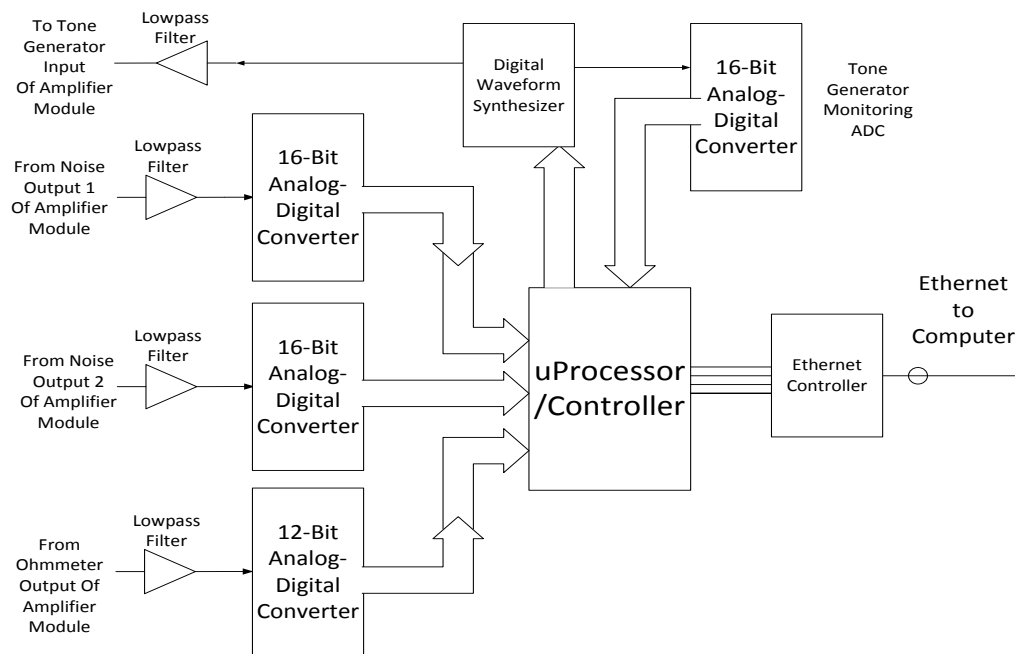 To Tone
Generator
Input
Of Amplifier
Module
Lowpass
Filter
Digital
Waveform
Synthesizer
16-Bit
Analog-
Digital
Converter
Tone
Generator
Monitoring
ADC
From Noise
Output 1
Of Amplifier
Module
Lowpass
Filter
16-Bit
Analog-
Digital
Converter
From Noise
Output 2
Of Amplifier
Module
Lowpass
Filter
16-Bit
Analog-
Digital
Converter
uProcessor
/Controller
Ethernet
Controller
Ethernet
to
Computer
From
Ohmmeter
Output Of
Amplifier
Module
Lowpass
Filter
12-Bit
Analog-
Digital
Converter